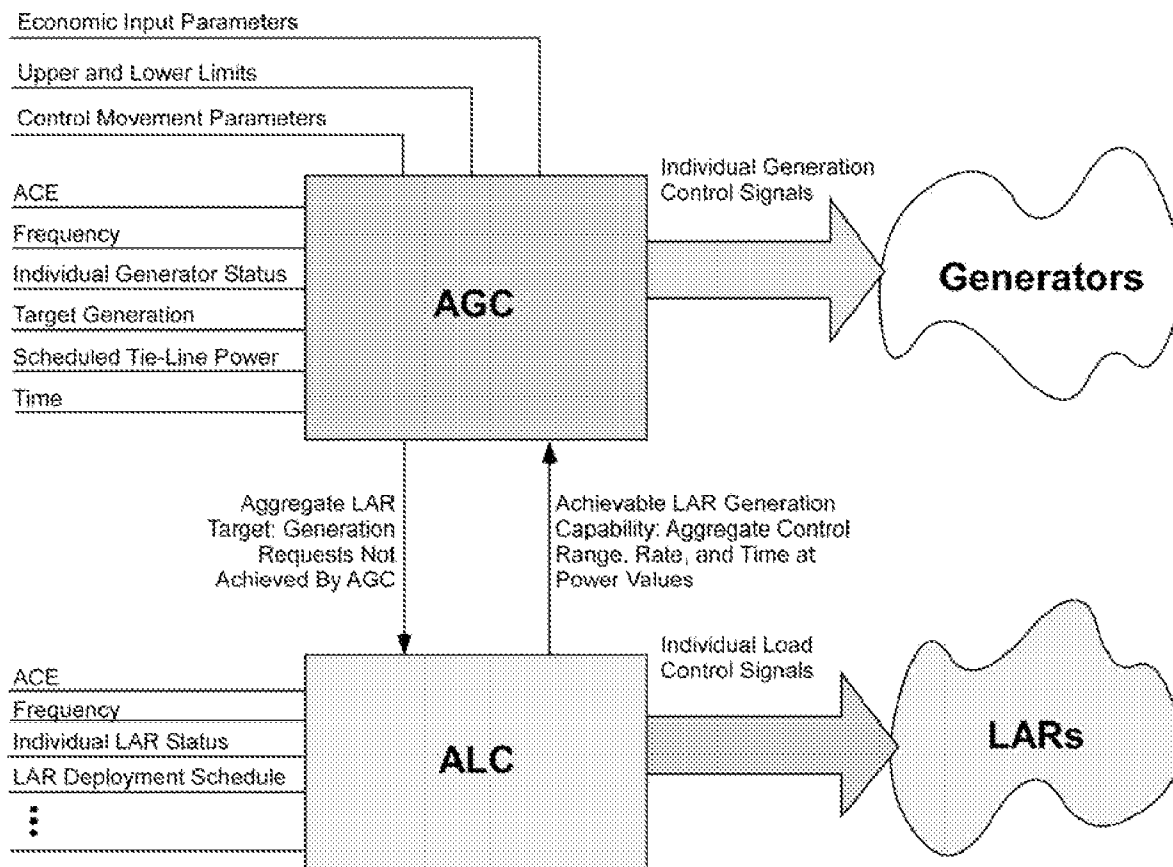 Economic Input Parameters
Upper and Lower Limits
Control Movement Parameters
ACE
Frequency
Individual Generator Status
Target Generation
Scheduled Tie-Line Power
Time
AGC
Individual Generation
Control Signals
Generators
Aggregate LAR
Target: Generation
Requests Not
Achieved By AGC
Achievable LAR Generation
Capability: Aggregate Control
Range, Rate, and Time at
Power Values
ACE
Frequency
Individual LAR Status
LAR Deployment Schedule
ALC
Individual Load
Control Signals
LARs